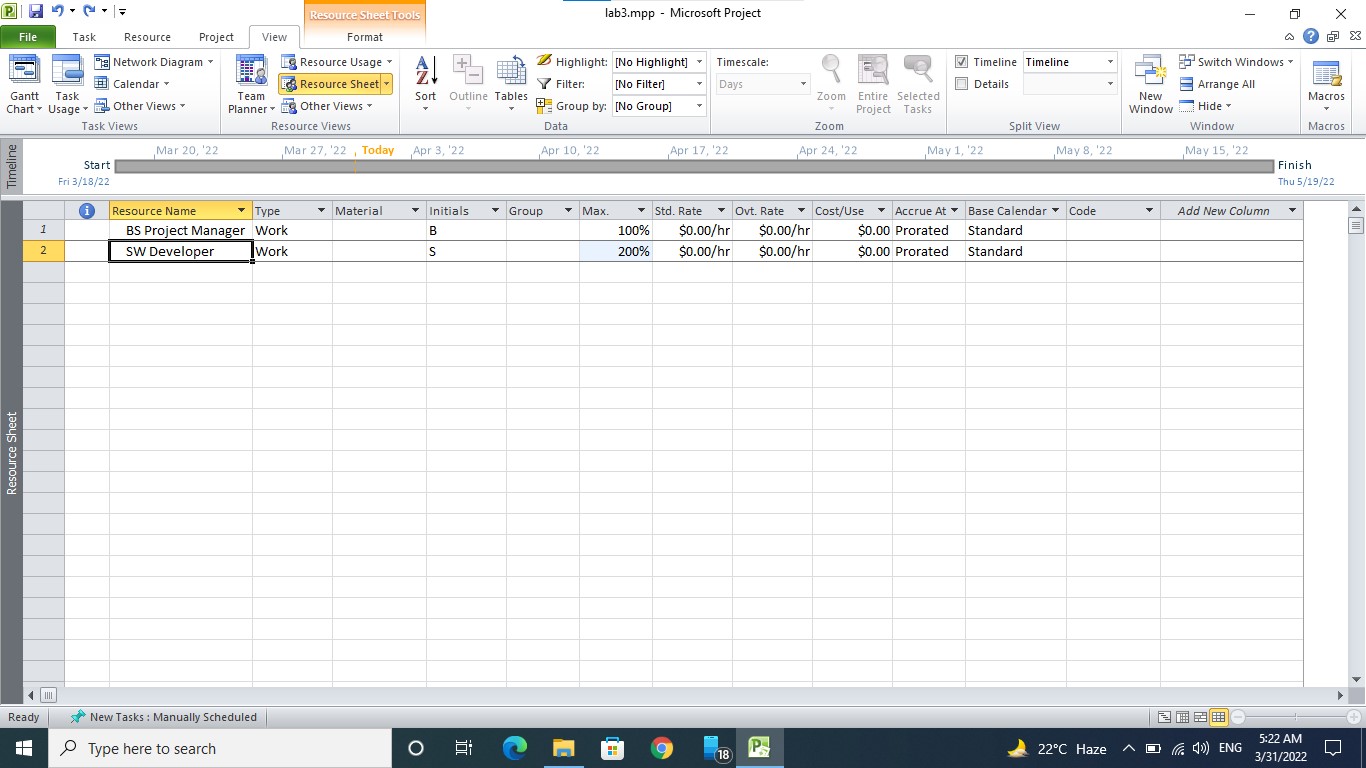 Resource Sheet Tools
lab3.mpp - Microsoft Project
File Task Resource Project View Format
Gantt Chart
Task Usage
Network Diagram
Calendar
Other Views
Task Views
Team Planner
Resource Usage
Resource Sheet
Other Views
Resource Views
Sort
Outline
Tables
Highlight: [No Highlight]
Filter: [No Filter]
Group by: [No Group]
Data
Timescale:
Days
Zoom
Entire Project
Selected Tasks
Zoom
Timeline Timeline
Details
Split View
New Window
Switch Windows
Arrange All
Hide
Window
Macros
Macros
Timeline
Mar 20, '22 Mar 27, '22 Today Apr 3, '22 Apr 10, '22 Apr 17, '22 Apr 24, '22 May 1, '22 May 8, '22 May 15, '22
Start Finish
Fri 3/18/22 Thu 5/19/22
Resource Sheet
Resource Name Type Material Initials Group Max. Std. Rate Ovt. Rate Cost/Use Accrue At Base Calendar Code Add New Column
1 BS Project Manager Work B 100% $0.00/hr $0.00/hr $0.00 Prorated Standard
2 SW Developer Work S 200% $0.00/hr $0.00/hr $0.00 Prorated Standard
Ready New Tasks : Manually Scheduled
Type here to search
18
22°C Haze ENG
5:22 AM
3/31/2022